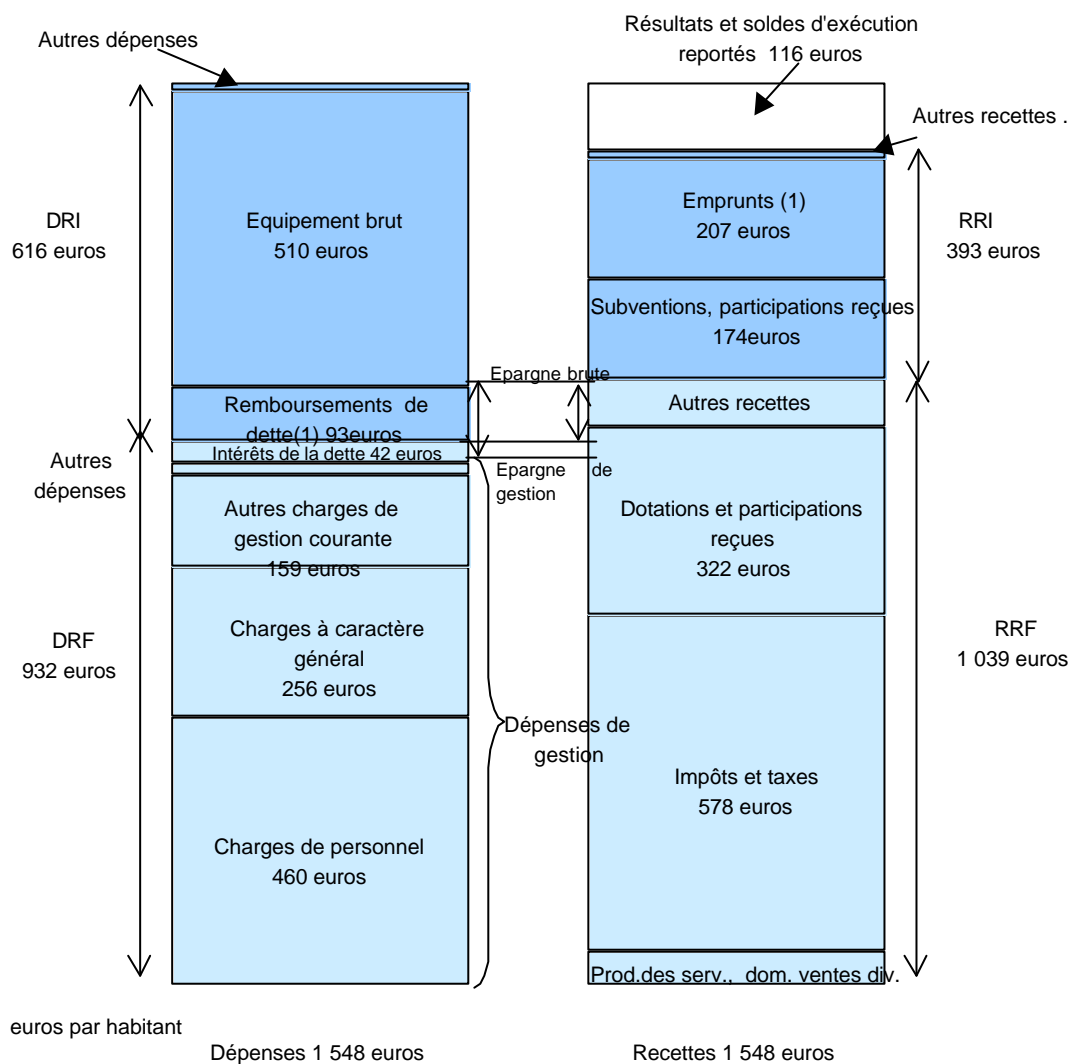 Autres dépenses
Résultats et soldes d'exécution
reportés 116 euros
Autres recettes .
DRI
616 euros
Equipement brut
510 euros
Emprunts (1)
207 euros
RRI
393 euros
Subventions, participations reçues
174euros
Epargne brute
Remboursements de
dette(1) 93euros
Autres recettes
Intérêts de la dette 42 euros
Autres
dépenses
Epargne de
gestion
Autres charges de
gestion courante
159 euros
Dotations et participations
reçues
322 euros
DRF
932 euros
Charges à caractère
général
256 euros
RRF
1 039 euros
Dépenses de
gestion
Impôts et taxes
578 euros
Charges de personnel
460 euros
Prod.des serv., dom. ventes div.
euros par habitant
Dépenses 1 548 euros
Recettes 1 548 euros